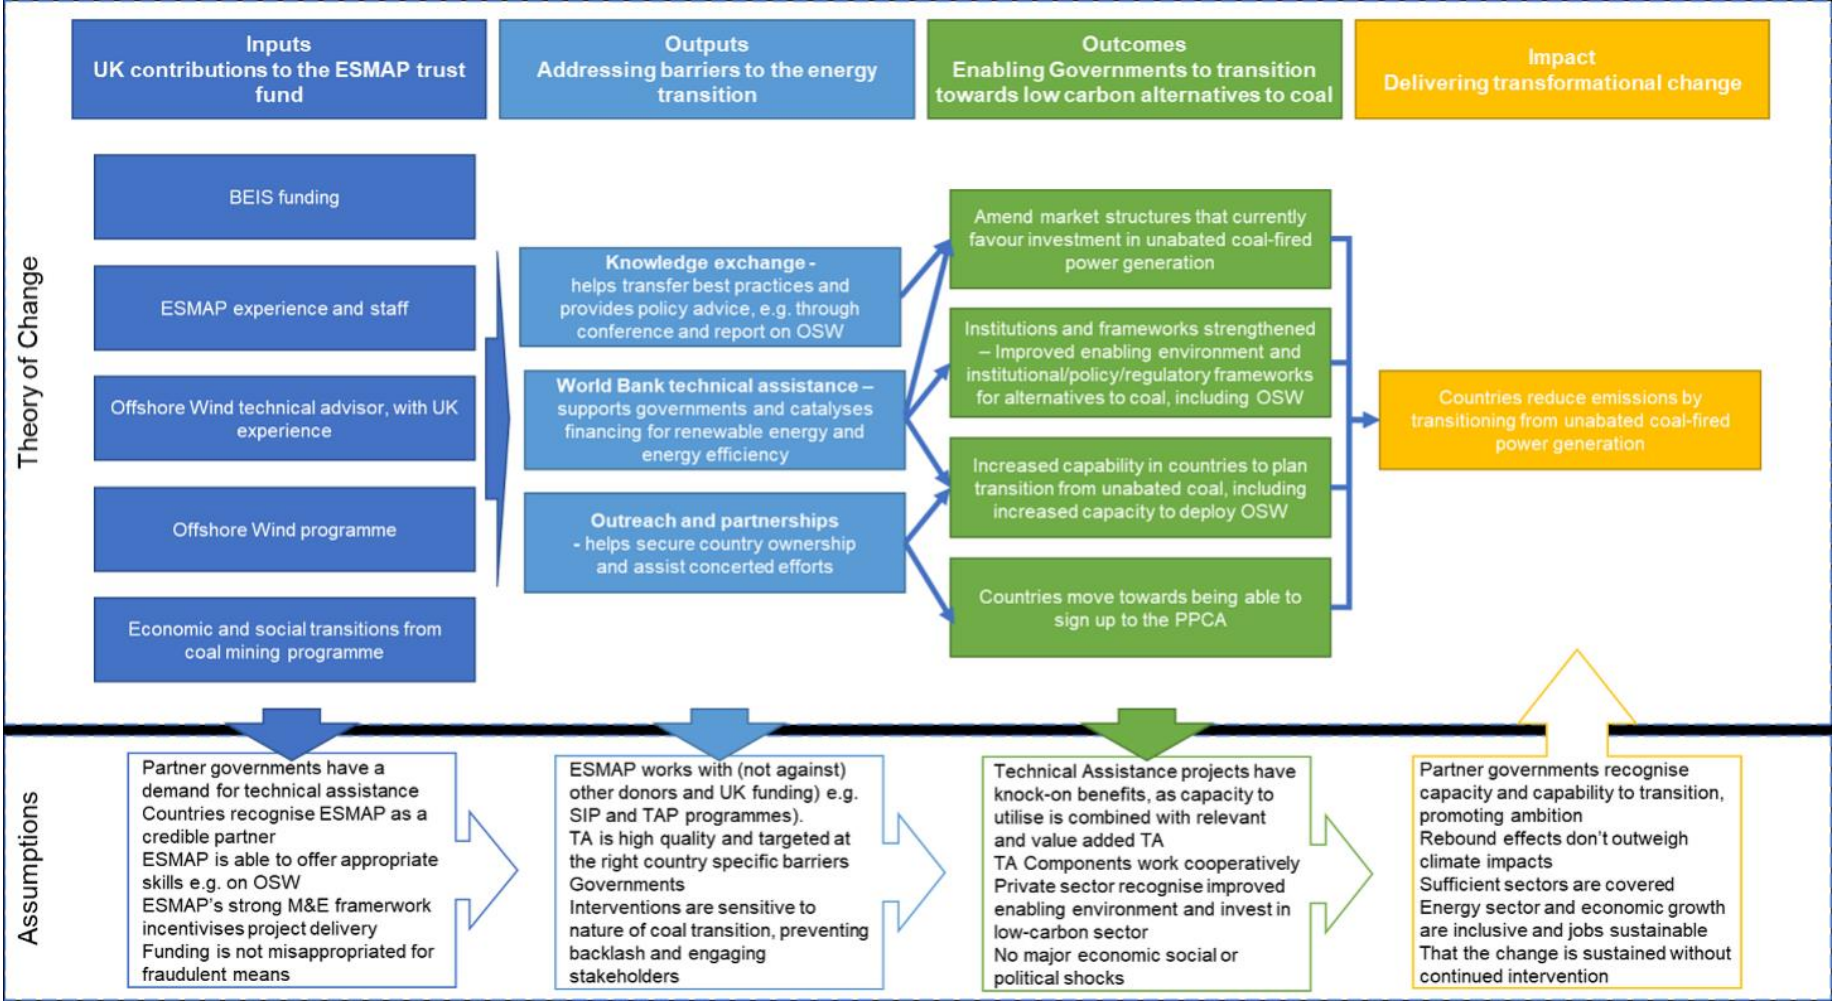 Inputs
UK contributions to the ESMAP trust
fund
Outputs
Addressing barriers to the energy
transition
Outcomes
Enabling Governments to transition
towards low carbon alternatives to coal
Impact
Delivering transformational change
Theory of Change
BEIS funding
ESMAP experience and staff
Offshore Wind technical advisor, with UK
experience
Offshore Wind programme
Economic and social transitions from
coal mining programme
Knowledge exchange -
helps transfer best practices and
provides policy advice, e.g. through
conference and report on OSW
World Bank technical assistance –
supports governments and catalyses
financing for renewable energy and
energy efficiency
Outreach and partnerships
- helps secure country ownership
and assist concerted efforts
Amend market structures that currently
favour investment in unabated coal-fired
power generation
Institutions and frameworks strengthened
– Improved enabling environment and
institutional/policy/regulatory frameworks
for alternatives to coal, including OSW
Increased capability in countries to plan
transition from unabated coal, including
increased capacity to deploy OSW
Countries move towards being able to
sign up to the PPCA
Countries reduce emissions by
transitioning from unabated coal-fired
power generation
Assumptions
Partner governments have a
demand for technical assistance
Countries recognise ESMAP as a
credible partner
ESMAP is able to offer appropriate
skills e.g. on OSW
ESMAP's strong M&E framerwork
incentivises project delivery
Funding is not misappropriated for
fraudulent means
ESMAP works with (not against)
other donors and UK funding) e.g.
SIP and TAP programmes).
TA is high quality and targeted at
the right country specific barriers
Governments
Interventions are sensitive to
nature of coal transition, preventing
backlash and engaging
stakeholders
Technical Assistance projects have
knock-on benefits, as capacity to
utilise is combined with relevant
and value added TA
TA Components work cooperatively
Private sector recognise improved
enabling environment and invest in
low-carbon sector
No major economic social or
political shocks
Partner governments recognise
capacity and capability to transition,
promoting ambition
Rebound effects don't outweigh
climate impacts
Sufficient sectors are covered
Energy sector and economic growth
are inclusive and jobs sustainable
That the change is sustained without
continued intervention